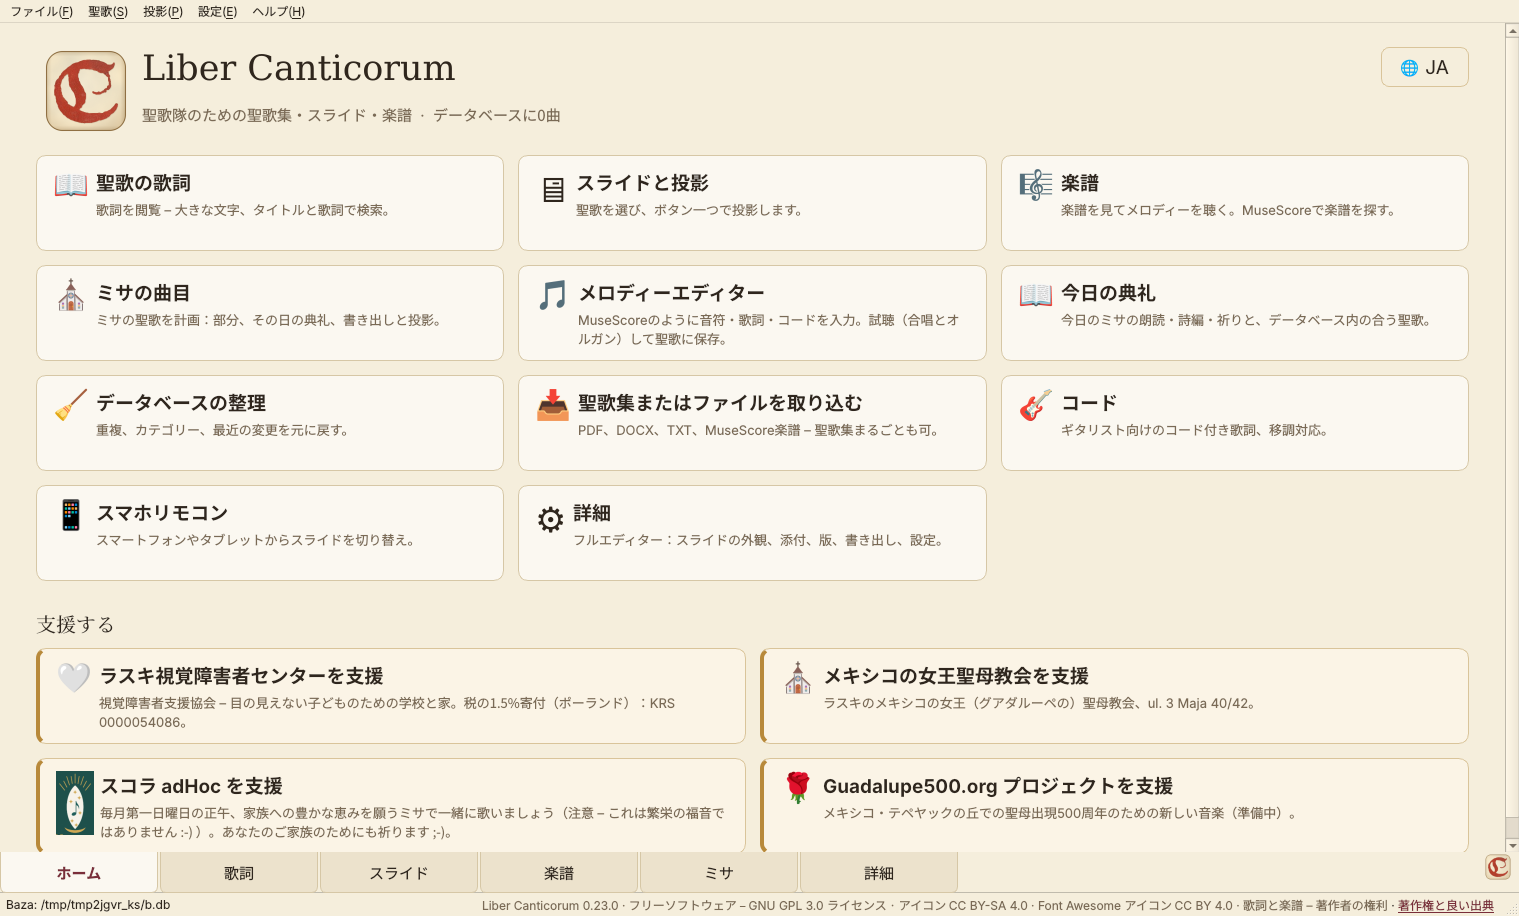 ファイル(F) 聖歌(S) 投影(P) 設定(E) ヘルプ(H)
Liber Canticorum
🌐 JA
聖歌隊のための聖歌集・スライド・楽譜 · データベースに0曲
聖歌の歌詞
歌詞を閲覧 – 大きな文字、タイトルと歌詞で検索。
スライドと投影
聖歌を選び、ボタン一つで投影します。
楽譜
楽譜を見てメロディーを聴く。MuseScoreで楽譜を探す。
ミサの曲目
ミサの聖歌を計画：部分、その日の典礼、書き出しと投影。
メロディーエディター
MuseScoreのように音符・歌詞・コードを入力。試聴（合唱とオ
ルガン）して聖歌に保存。
今日の典礼
今日のミサの朗読・詩編・祈りと、データベース内の合う聖歌。
データベースの整理
重複、カテゴリー、最近の変更を元に戻す。
聖歌集またはファイルを取り込む
PDF、DOCX、TXT、MuseScore楽譜 – 聖歌集まるごとも可。
コード
ギタリスト向けのコード付き歌詞、移調対応。
スマホリモコン
スマートフォンやタブレットからスライドを切り替え。
詳細
フルエディター：スライドの外観、添付、版、書き出し、設定。
支援する
ラスキ視覚障害者センターを支援
視覚障害者支援協会 – 目の見えない子どものための学校と家。税の1.5%寄付（ポーランド）：KRS
0000054086。
メキシコの女王聖母教会を支援
ラスキのメキシコの女王（グアダルーペの）聖母教会、ul. 3 Maja 40/42。
スコラ adHoc を支援
毎月第一日曜日の正午、家族への豊かな恵みを願うミサで一緒に歌いましょう（注意 – これは繁栄の福音で
はありません :-) ）。あなたのご家族のためにも祈ります ;-)。
Guadalupe500.org プロジェクトを支援
メキシコ・テペヤックの丘での聖母出現500周年のための新しい音楽（準備中）。
ホーム 歌詞 スライド 楽譜 ミサ 詳細
Baza: /tmp/tmp2jgvr_ks/b.db
Liber Canticorum 0.23.0 · フリーソフトウェア – GNU GPL 3.0 ライセンス · アイコン CC BY-SA 4.0 · Font Awesome アイコン CC BY 4.0 · 歌詞と楽譜 – 著作者の権利 · 著作権と良い出典